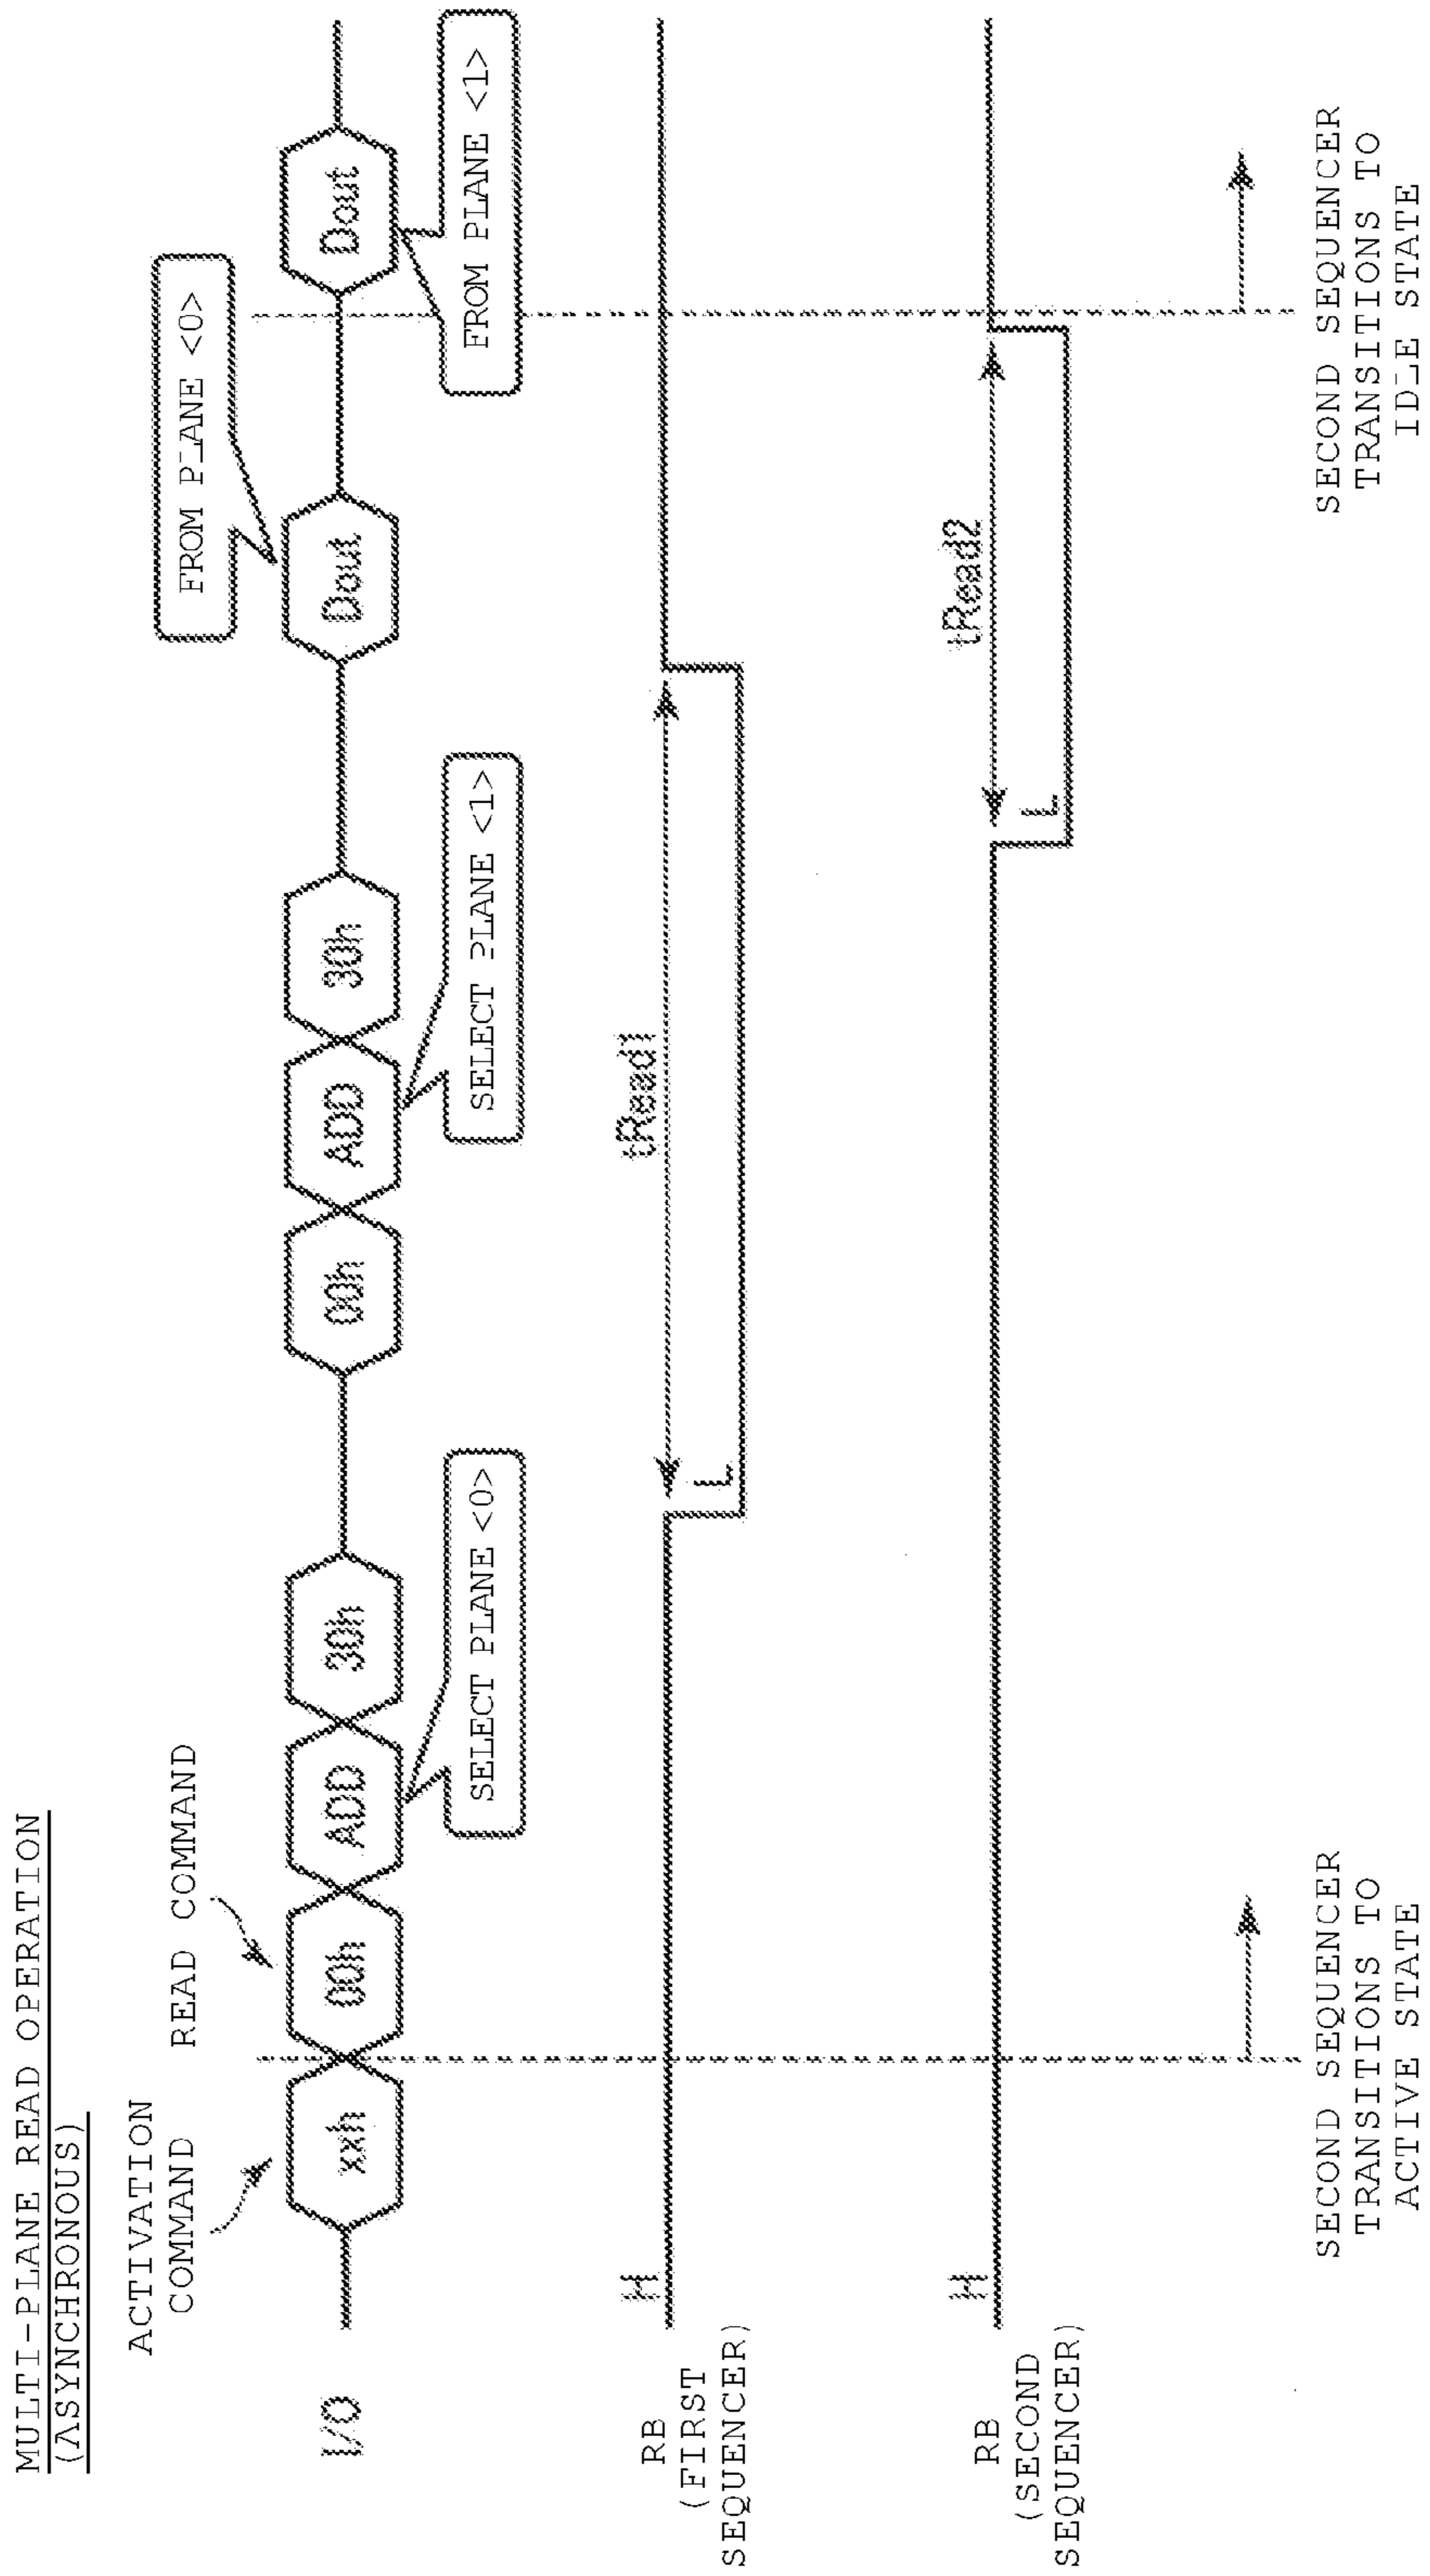 MULTI-PLANE READ OPERATION
(ASYNCHRONOUS)
ACTIVATION
COMMAND
READ COMMAND
FROM PLANE <0>
I/O
xxh
00h
ADD
30h
00h
ADD
30h
Dout
Dout
SELECT PLANE <0>
SELECT PLANE <1>
FROM PLANE <1>
RB
(FIRST
SEQUENCER)
H
L
tRead1
RB
(SECOND
SEQUENCER)
H
L
tRead2
SECOND SEQUENCER
TRANSITIONS TO
ACTIVE STATE
SECOND SEQUENCER
TRANSITIONS TO
IDLE STATE